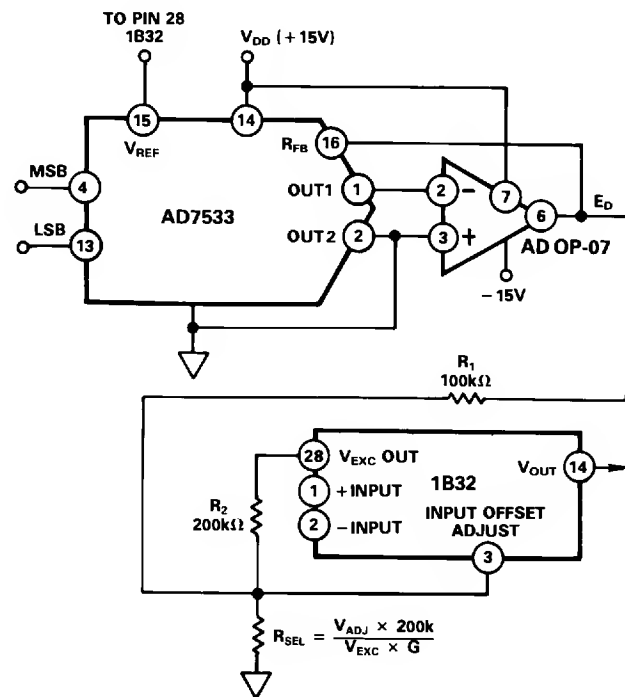 TO PIN 28
1B32
V_DD (+15V)
15
14
V_REF
R_FB 16
MSB 4
AD7533
OUT1 1
2 −
7
6 E_D
LSB 13
OUT2 2
3 +
AD OP-07
−15V
R_1
100kΩ
28 V_EXC OUT
V_OUT 14
1 +INPUT
1B32
R_2
200kΩ
2 −INPUT
INPUT OFFSET
ADJUST
3
R_SEL = V_ADJ × 200k
V_EXC × G